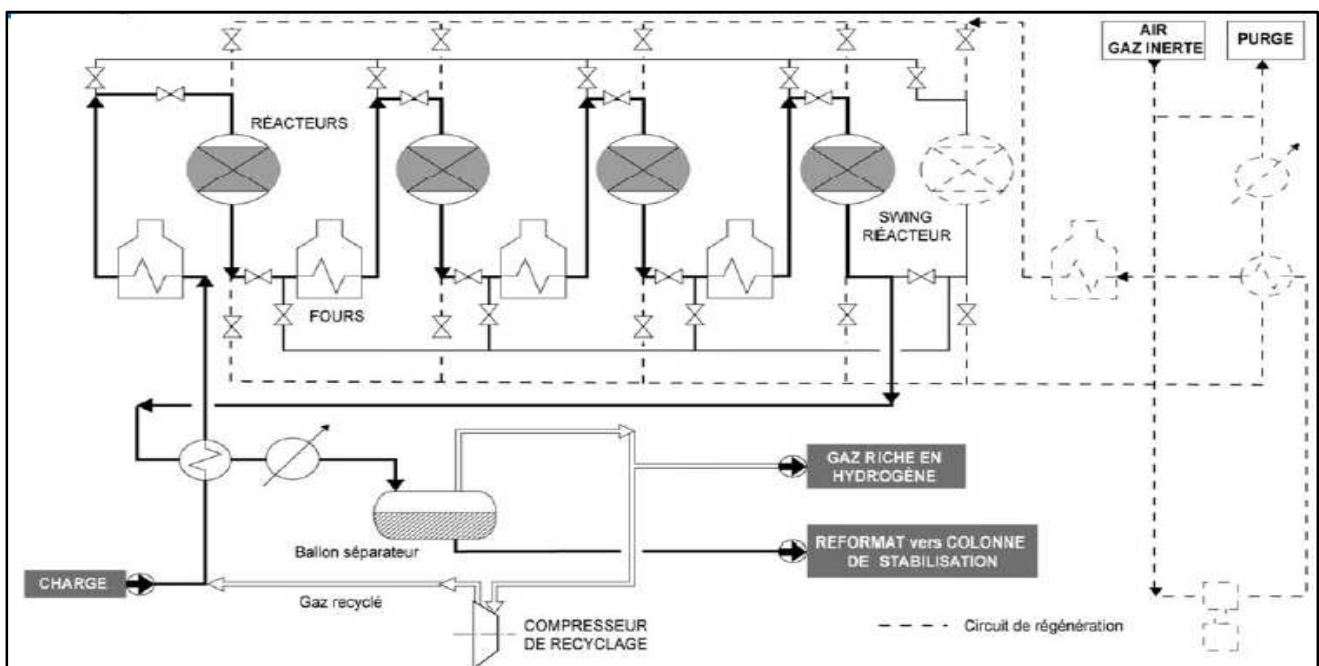 AIR
GAZ INERTE
PURGE
RÉACTEURS
SWING
RIÉACTEUR
FOURS
GAZ RICHE EN
HYDROGÈNE
Ballon séparateur
REFORMAT vers COLONNE
DE STABILISATION
CHARGE
Gaz recyclé
COMPRESSEUR
DE RECYCLAGE
Circuit de régénération